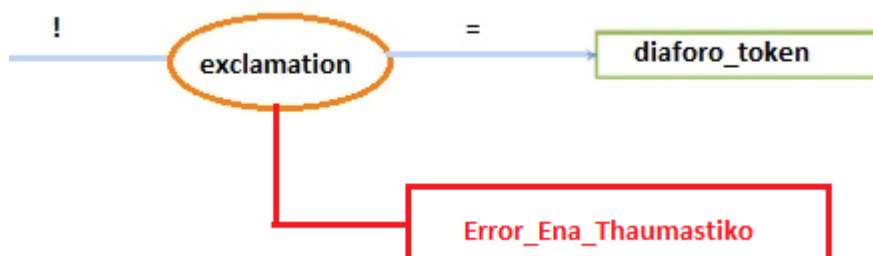 !
=
exclamation
diaforo_token
Error_Ena_Thaumastiko